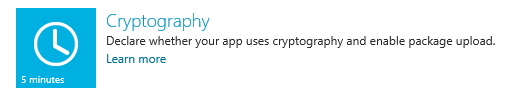 Cryptography
Declare whether your app uses cryptography and enable package upload.
Learn more
5 minutes